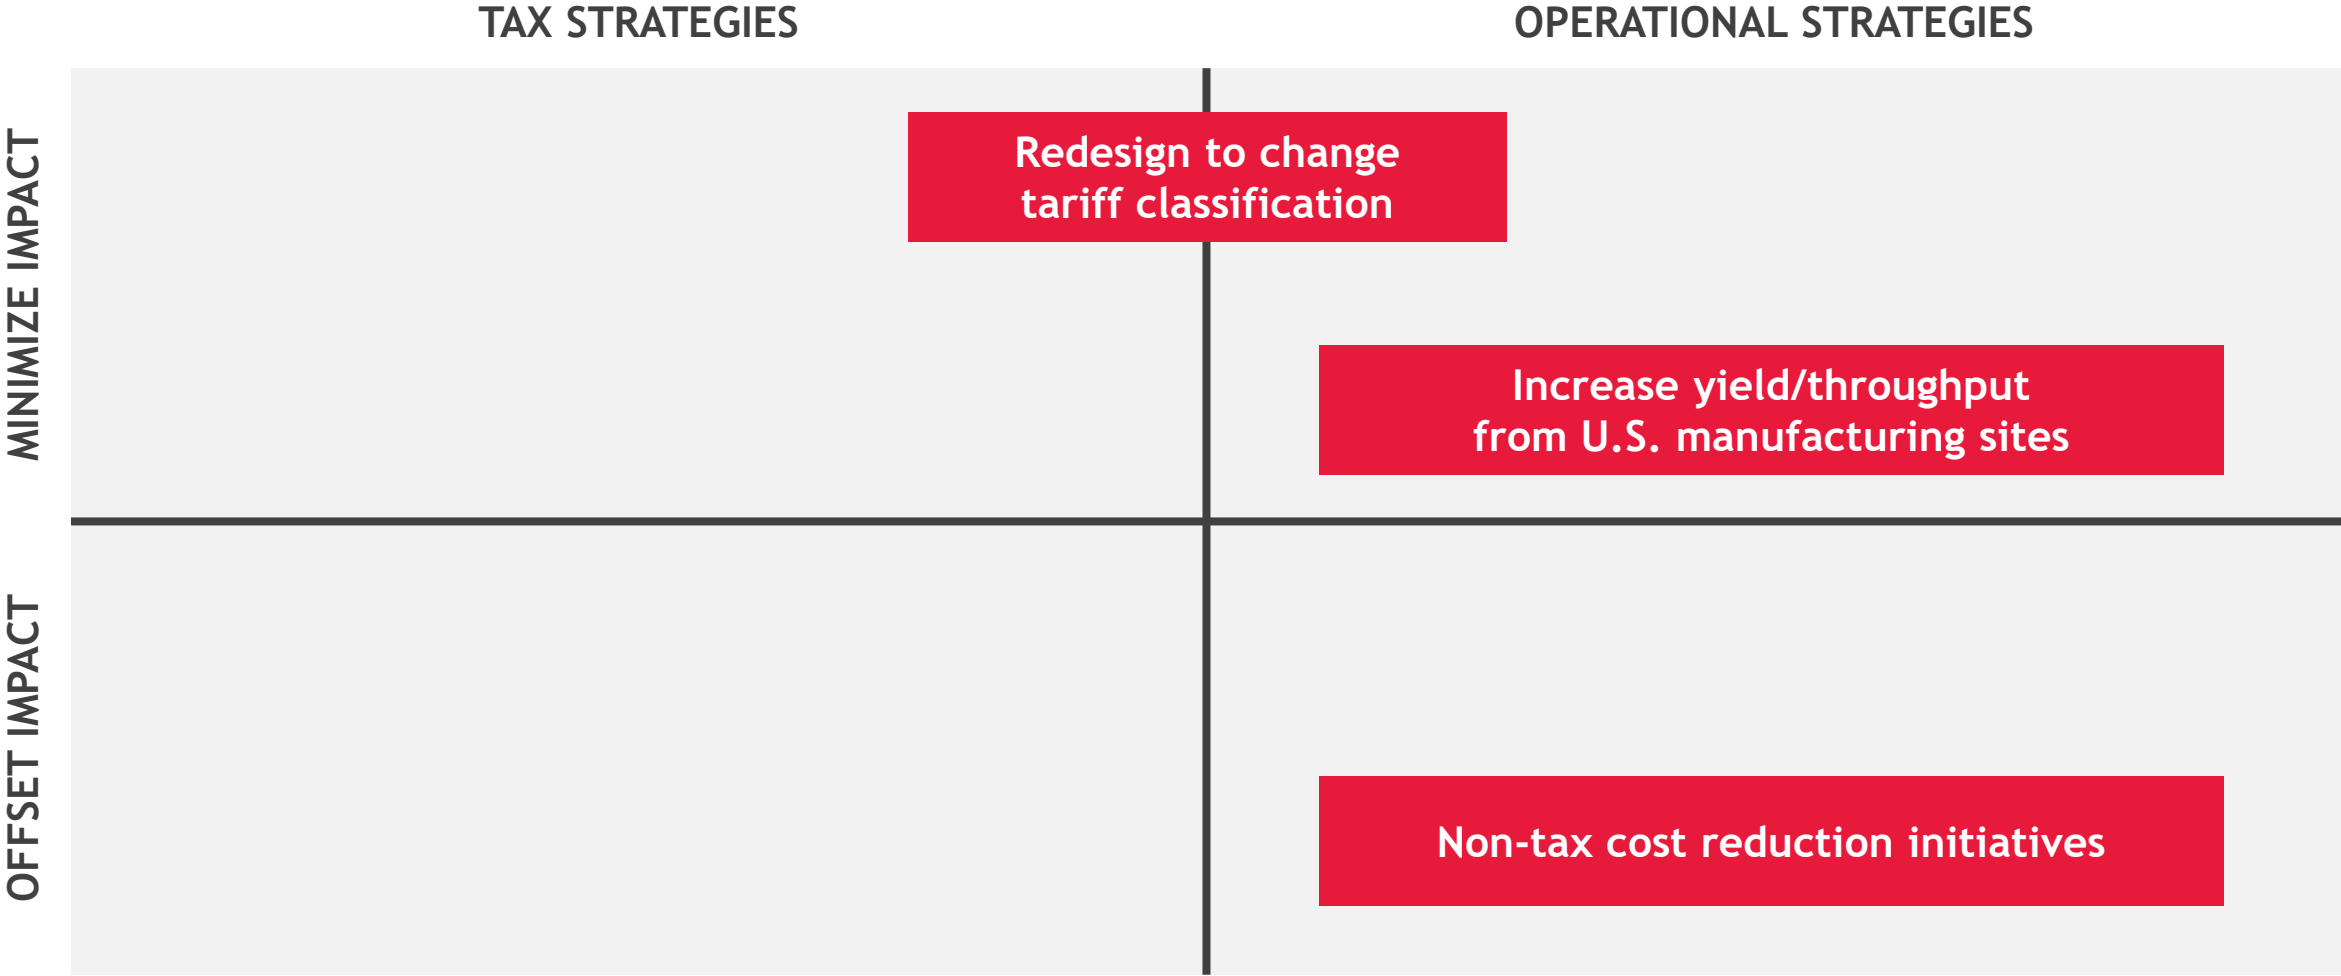 TAX STRATEGIES
OPERATIONAL STRATEGIES
MINIMIZE IMPACT
Redesign to change
tariff classification
Increase yield/throughput
from U.S. manufacturing sites
OFFSET IMPACT
Non-tax cost reduction initiatives